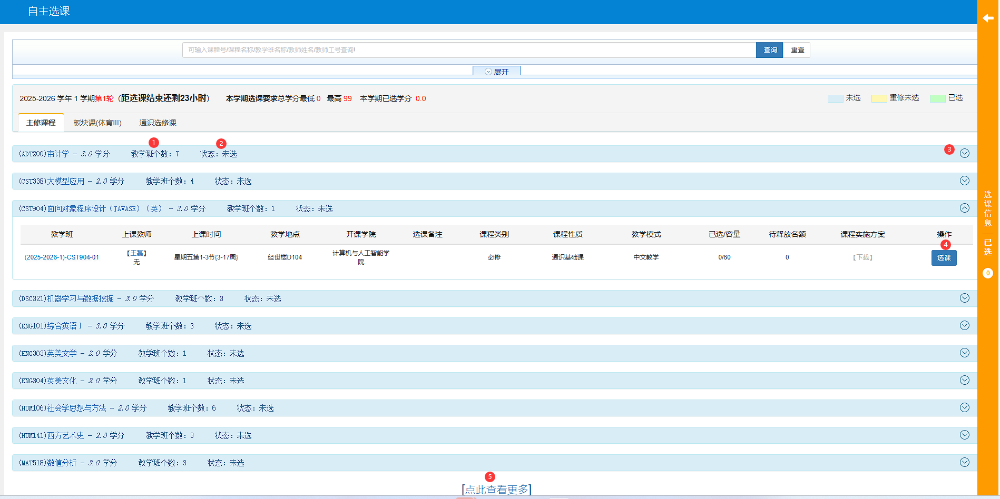 自主选课
可输入课程号/课程名称/教学班名称/教师姓名/教师工号查询! 查询 重置
展开
2025-2026 学年 1 学期第1轮（距选课结束还剩23小时） 本学期选课要求总学分最低 0 最高 99 本学期已选学分 0.0 未选 重修未选 已选
主修课程 板块课(体育III) 通识选修课
1 2 3
(ADT200)审计学 - 3.0 学分 教学班个数：7 状态：未选
(CST338)大模型应用 - 2.0 学分 教学班个数：4 状态：未选
(CST904)面向对象程序设计（JAVASE）（英） - 3.0 学分 教学班个数：1 状态：未选
教学班 上课教师 上课时间 教学地点 开课学院 选课备注 课程类别 课程性质 教学模式 已选/容量 待释放名额 课程实施方案 操作
4
(2025-2026-1)-CST904-01 【王磊】 星期五第1-3节{3-17周} 经世楼D104 计算机与人工智能学 必修 通识基础课 中文教学 0/60 0 【下载】 选课
无 院
(DSC321)机器学习与数据挖掘 - 3.0 学分 教学班个数：3 状态：未选
(ENG101)综合英语Ⅰ - 3.0 学分 教学班个数：3 状态：未选
(ENG303)英美文学 - 2.0 学分 教学班个数：1 状态：未选
(ENG304)英美文化 - 2.0 学分 教学班个数：1 状态：未选
(HUM106)社会学思想与方法 - 2.0 学分 教学班个数：6 状态：未选
(HUM141)西方艺术史 - 2.0 学分 教学班个数：3 状态：未选
(MAT518)数值分析 - 3.0 学分 教学班个数：3 状态：未选
5
[点此查看更多]
选课信息
已选
0